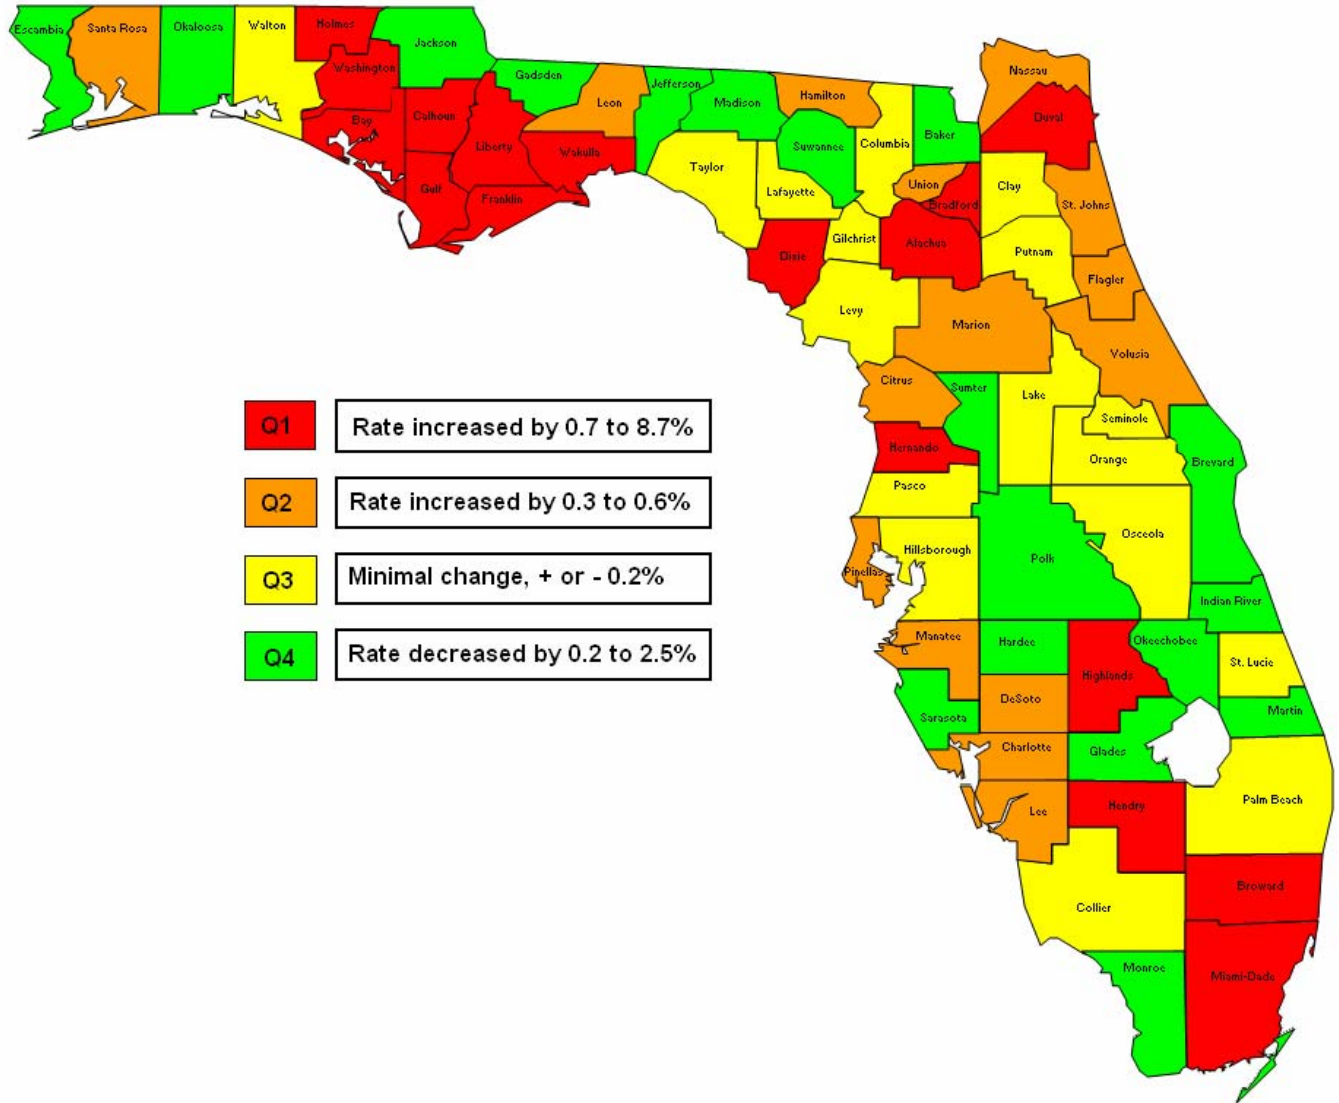 Escambia
Santa Rosa
Okaloosa
Walton
Holmes
Jackson
Washington
Bay
Calhoun
Gulf
Liberty
Franklin
Gadsden
Leon
Wakulla
Jefferson
Madison
Hamilton
Suwannee
Taylor
Lafayette
Columbia
Baker
Nassau
Duval
Union
Bradford
Clay
St. Johns
Dixie
Gilchrist
Alachua
Putnam
Flagler
Levy
Marion
Volusia
Citrus
Sumter
Lake
Seminole
Orange
Brevard
Hernando
Pasco
Hillsborough
Pinellas
Polk
Osceola
Indian River
Manatee
Hardee
Highlands
Okeechobee
St. Lucie
DeSoto
Sarasota
Martin
Charlotte
Glades
Lee
Hendry
Palm Beach
Collier
Broward
Monroe
Miami-Dade
Q1 Rate increased by 0.7 to 8.7%
Q2 Rate increased by 0.3 to 0.6%
Q3 Minimal change, + or - 0.2%
Q4 Rate decreased by 0.2 to 2.5%